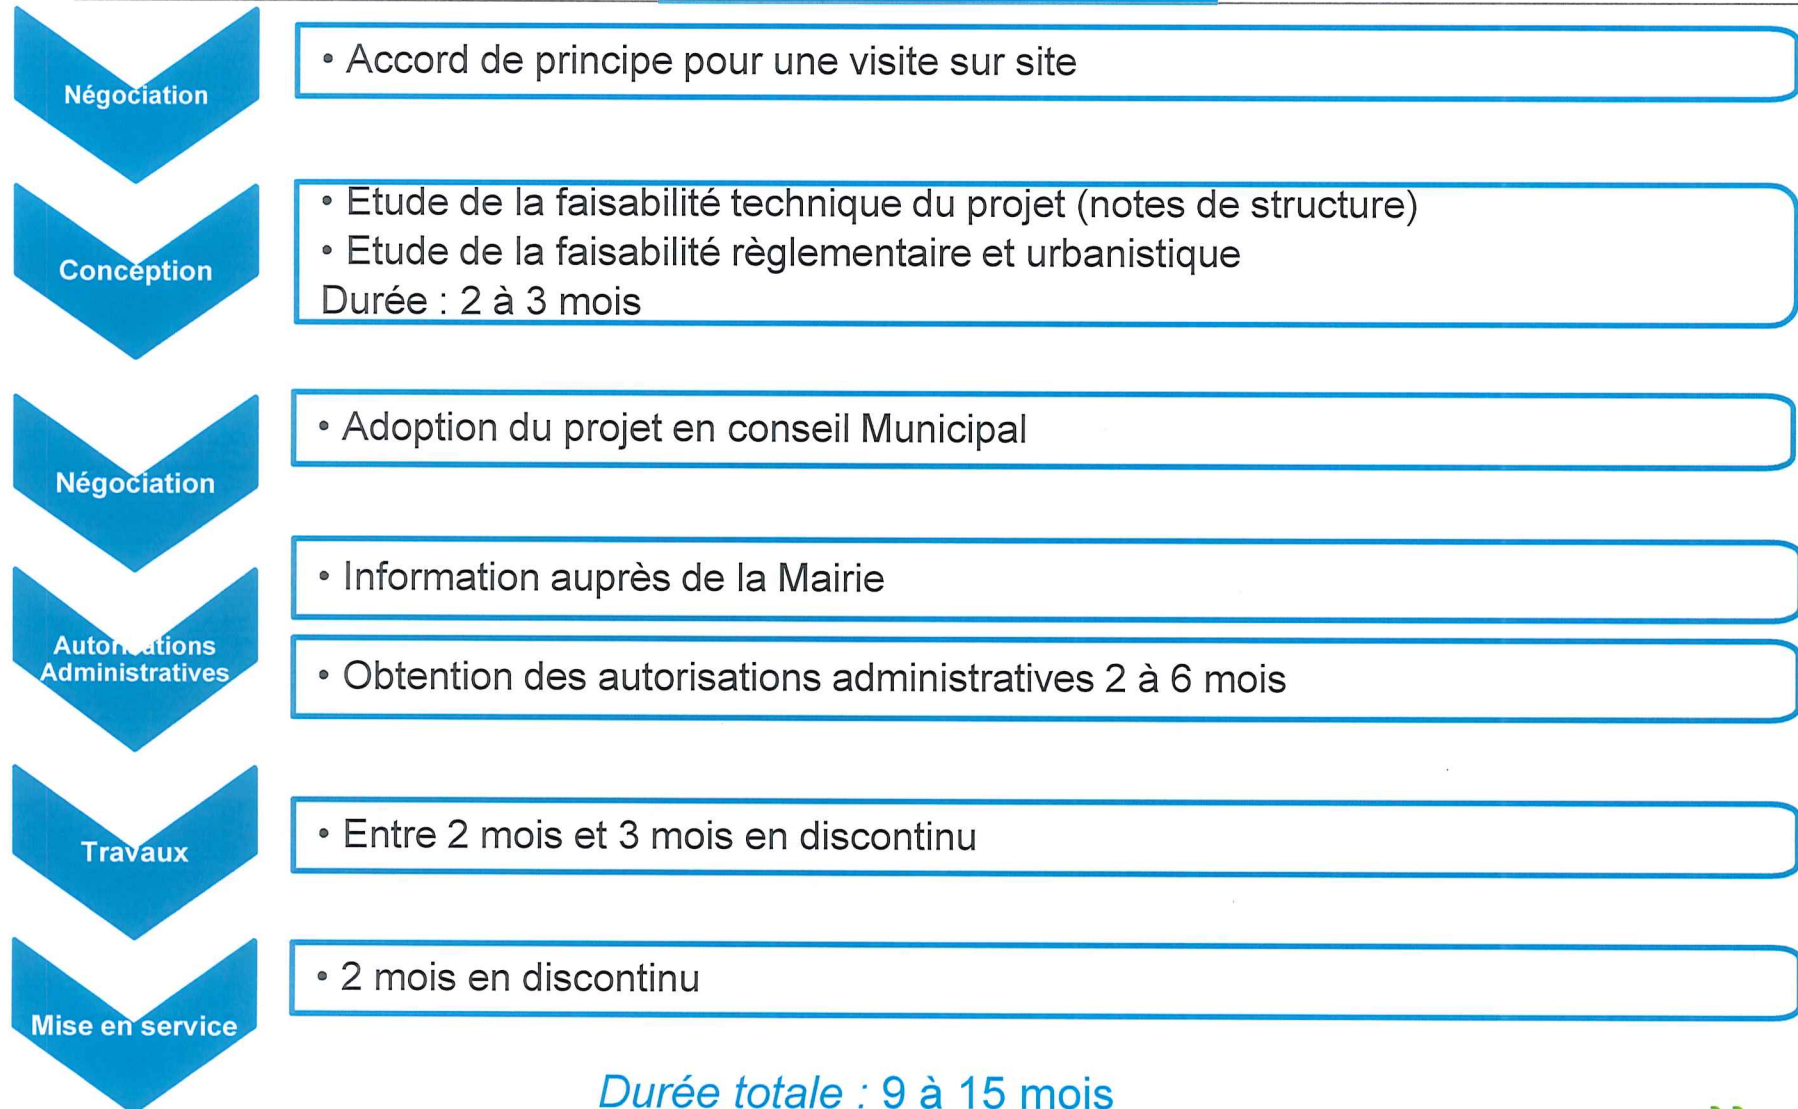 Négociation
• Accord de principe pour une visite sur site
Conception
• Etude de la faisabilité technique du projet (notes de structure)
• Etude de la faisabilité règlementaire et urbanistique
Durée : 2 à 3 mois
Négociation
• Adoption du projet en conseil Municipal
Autorisations
Administratives
• Information auprès de la Mairie
• Obtention des autorisations administratives 2 à 6 mois
Travaux
• Entre 2 mois et 3 mois en discontinu
Mise en service
• 2 mois en discontinu
Durée totale : 9 à 15 mois